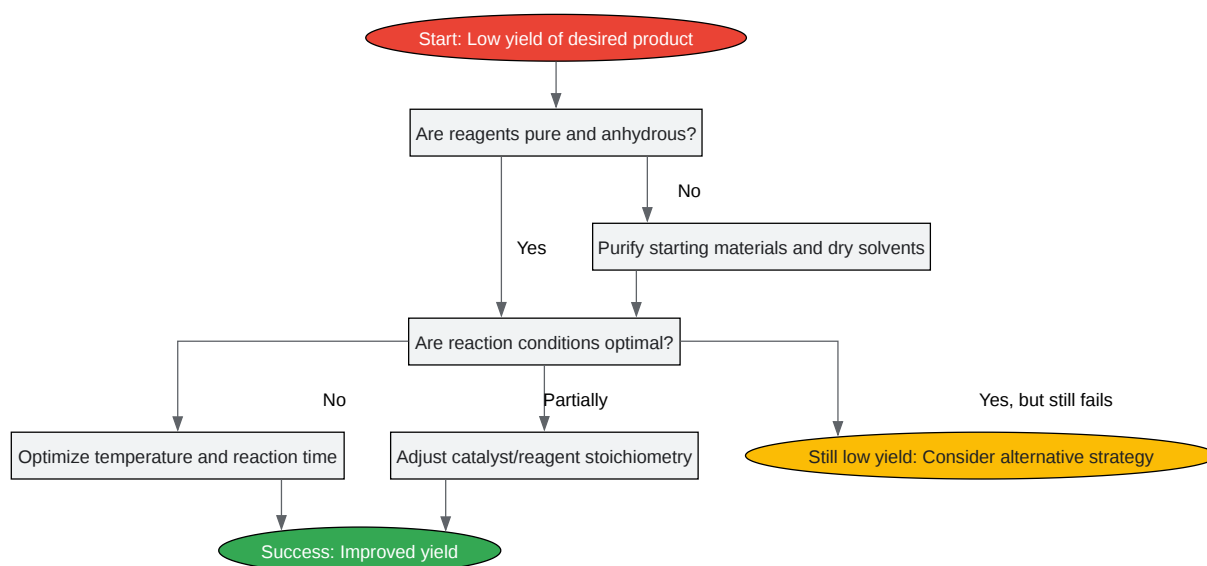 Start: Low yield of desired product
Are reagents pure and anhydrous?
No
Yes
Purify starting materials and dry solvents
Are reaction conditions optimal?
No
Partially
Yes, but still fails
Optimize temperature and reaction time
Adjust catalyst/reagent stoichiometry
Still low yield: Consider alternative strategy
Success: Improved yield